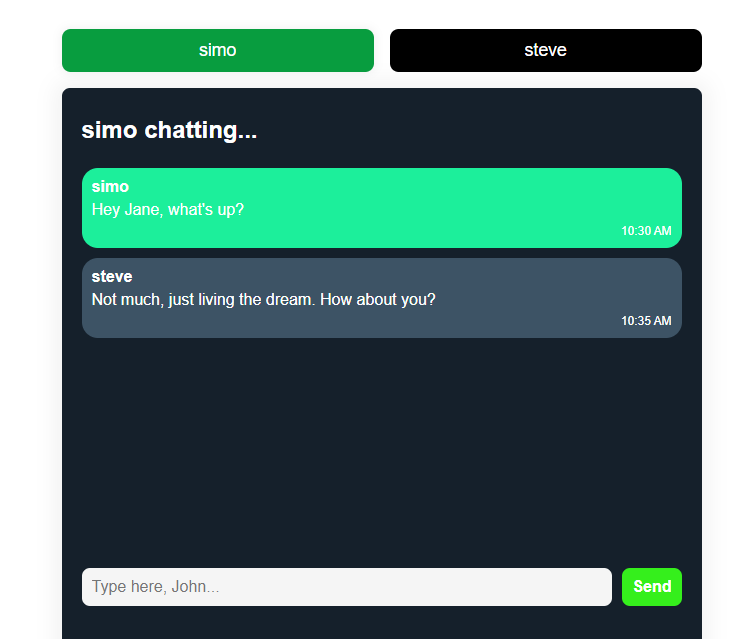 simo
steve
simo chatting...
simo
Hey Jane, what's up?
10:30 AM
steve
Not much, just living the dream. How about you?
10:35 AM
Type here, John...
Send